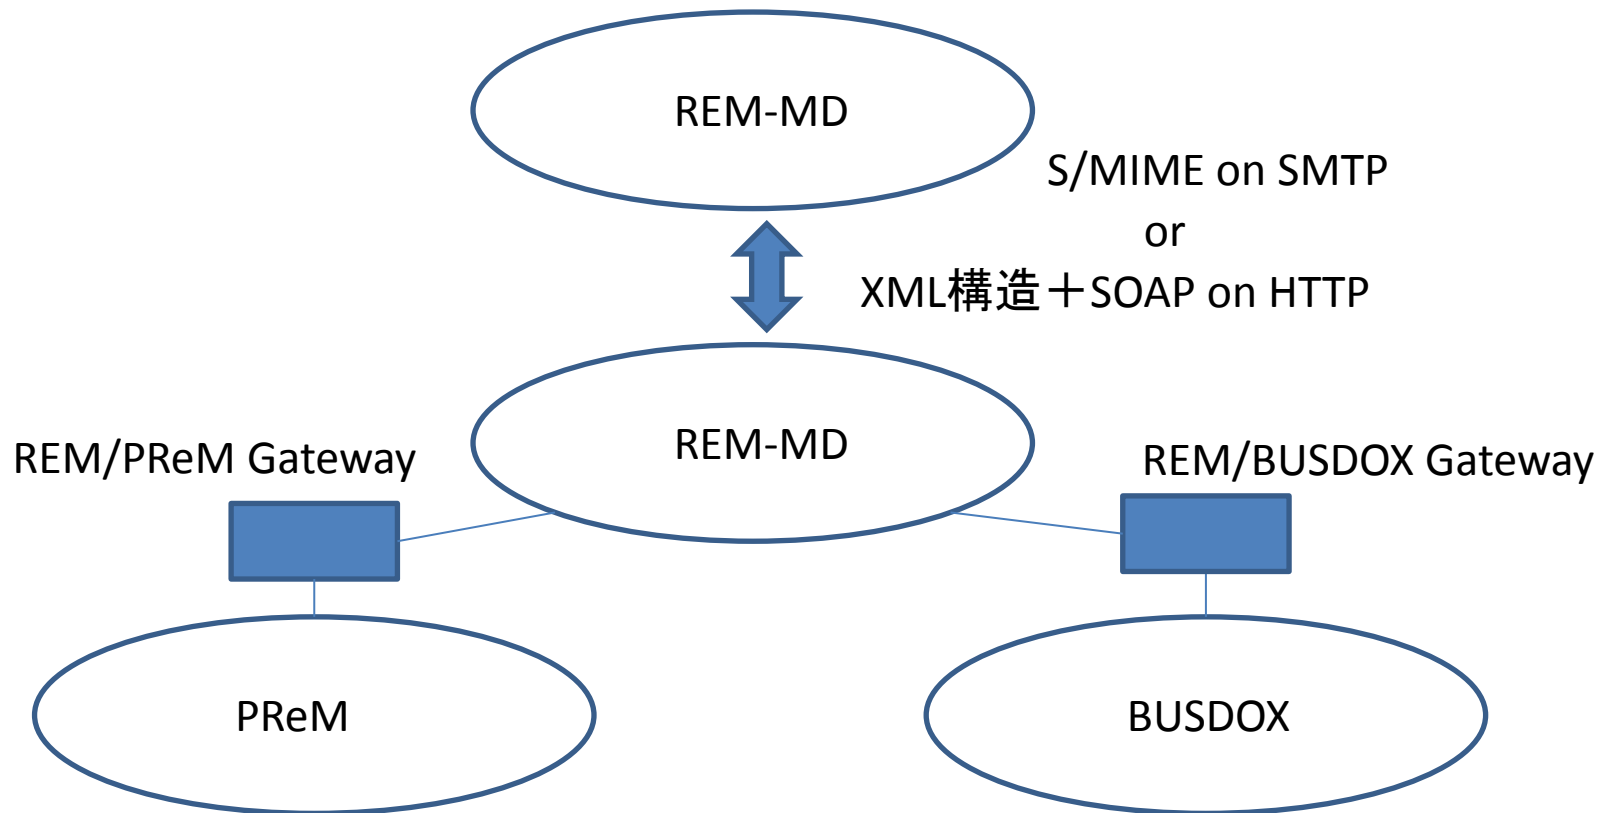 REM-MD
S/MIME on SMTP
or
XML構造＋SOAP on HTTP
REM-MD
REM/PReM Gateway
REM/BUSDOX Gateway
PReM
BUSDOX